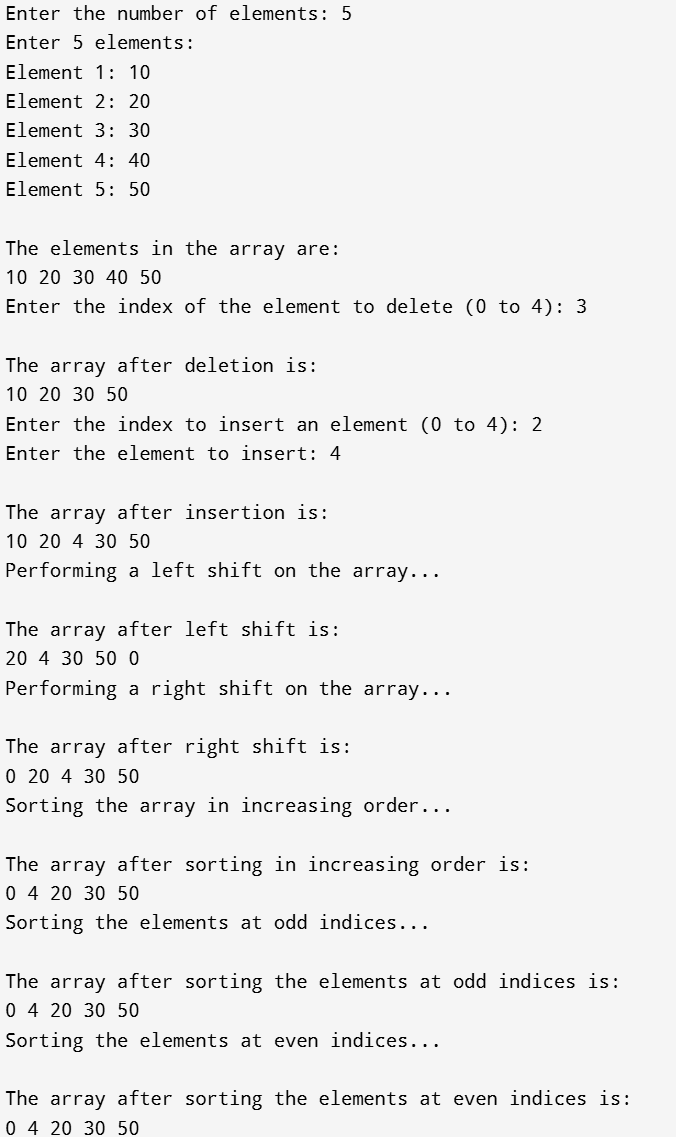 Enter the number of elements: 5
Enter 5 elements:
Element 1: 10
Element 2: 20
Element 3: 30
Element 4: 40
Element 5: 50

The elements in the array are:
10 20 30 40 50
Enter the index of the element to delete (0 to 4): 3

The array after deletion is:
10 20 30 50
Enter the index to insert an element (0 to 4): 2
Enter the element to insert: 4

The array after insertion is:
10 20 4 30 50
Performing a left shift on the array...

The array after left shift is:
20 4 30 50 0
Performing a right shift on the array...

The array after right shift is:
0 20 4 30 50
Sorting the array in increasing order...

The array after sorting in increasing order is:
0 4 20 30 50
Sorting the elements at odd indices...

The array after sorting the elements at odd indices is:
0 4 20 30 50
Sorting the elements at even indices...

The array after sorting the elements at even indices is:
0 4 20 30 50